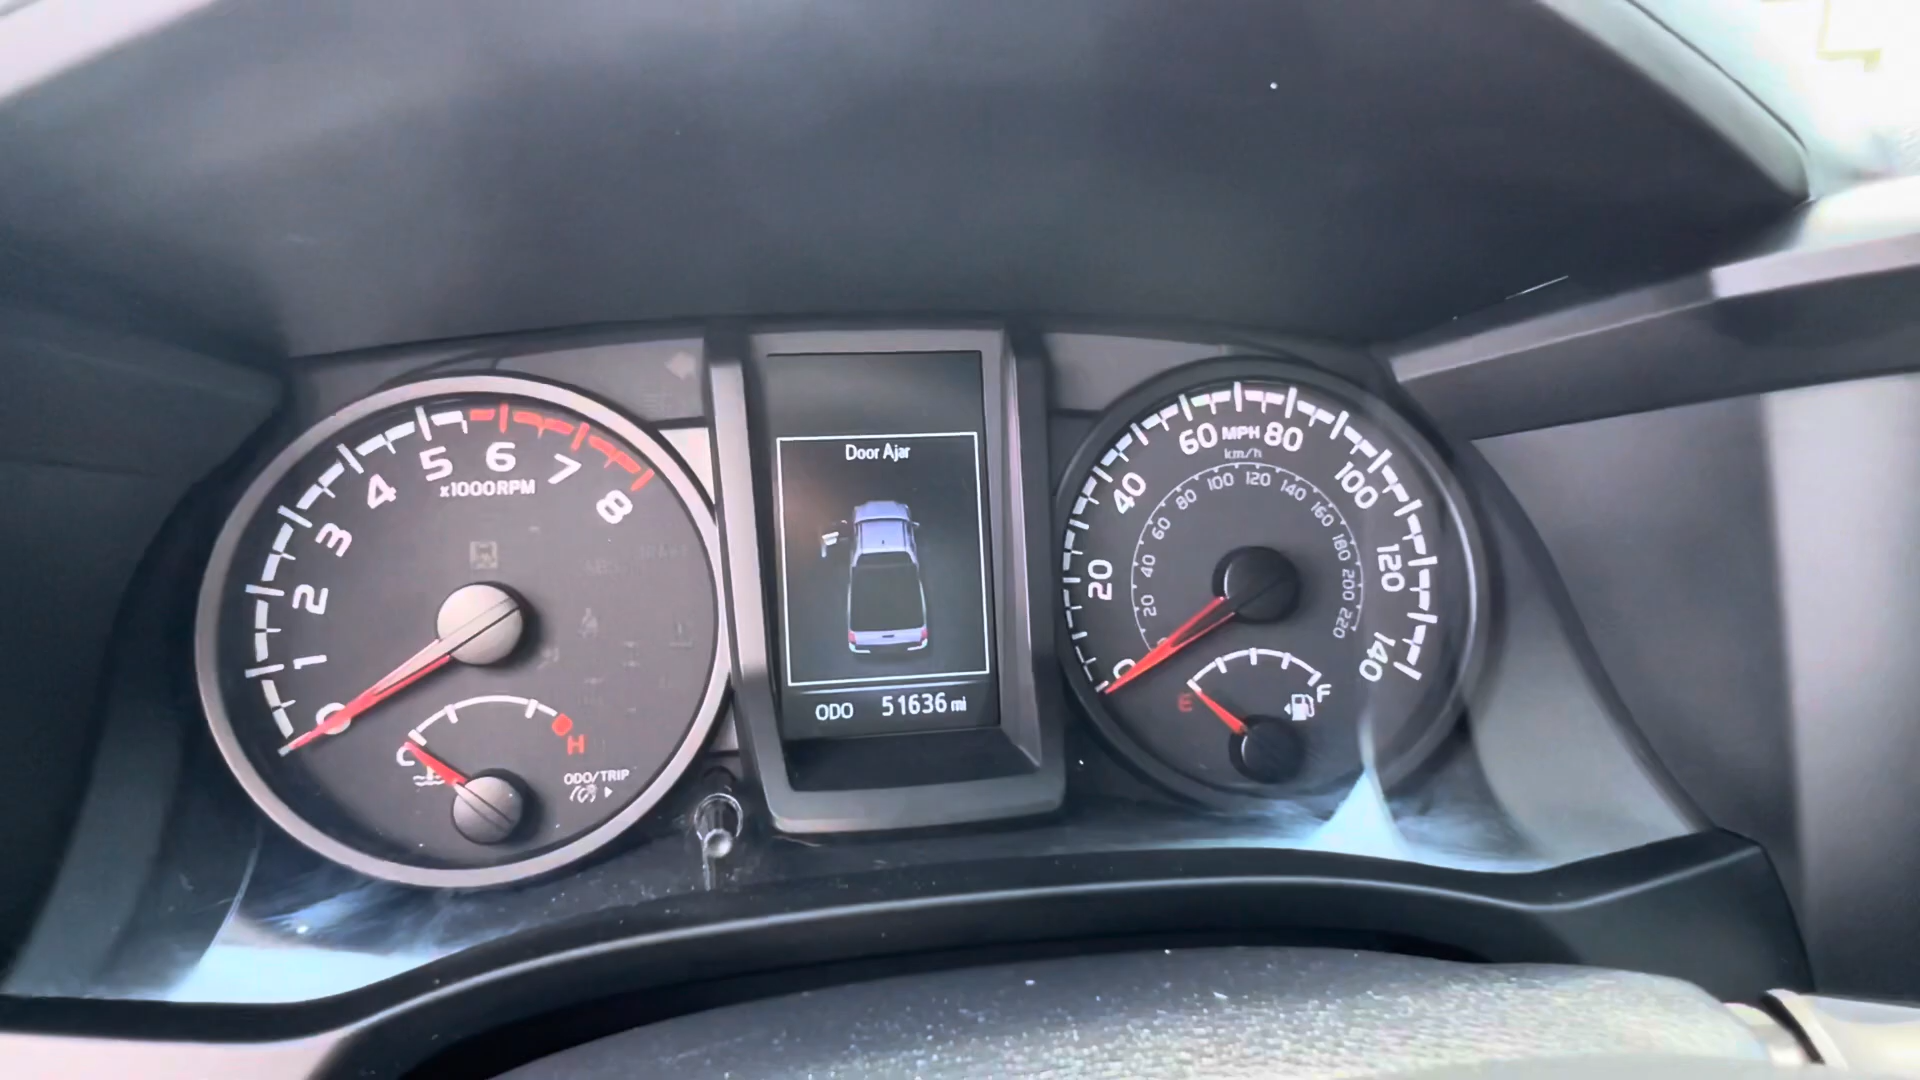 0 1 2 3 4 5 6 7 8
x1000RPM
C H
ODO/TRIP
Door Ajar
ODO 51636 mi
0 20 40 60 MPH 80 100 120 140
km/h
20 40 60 80 100 120 140 160 180 200 220
E F